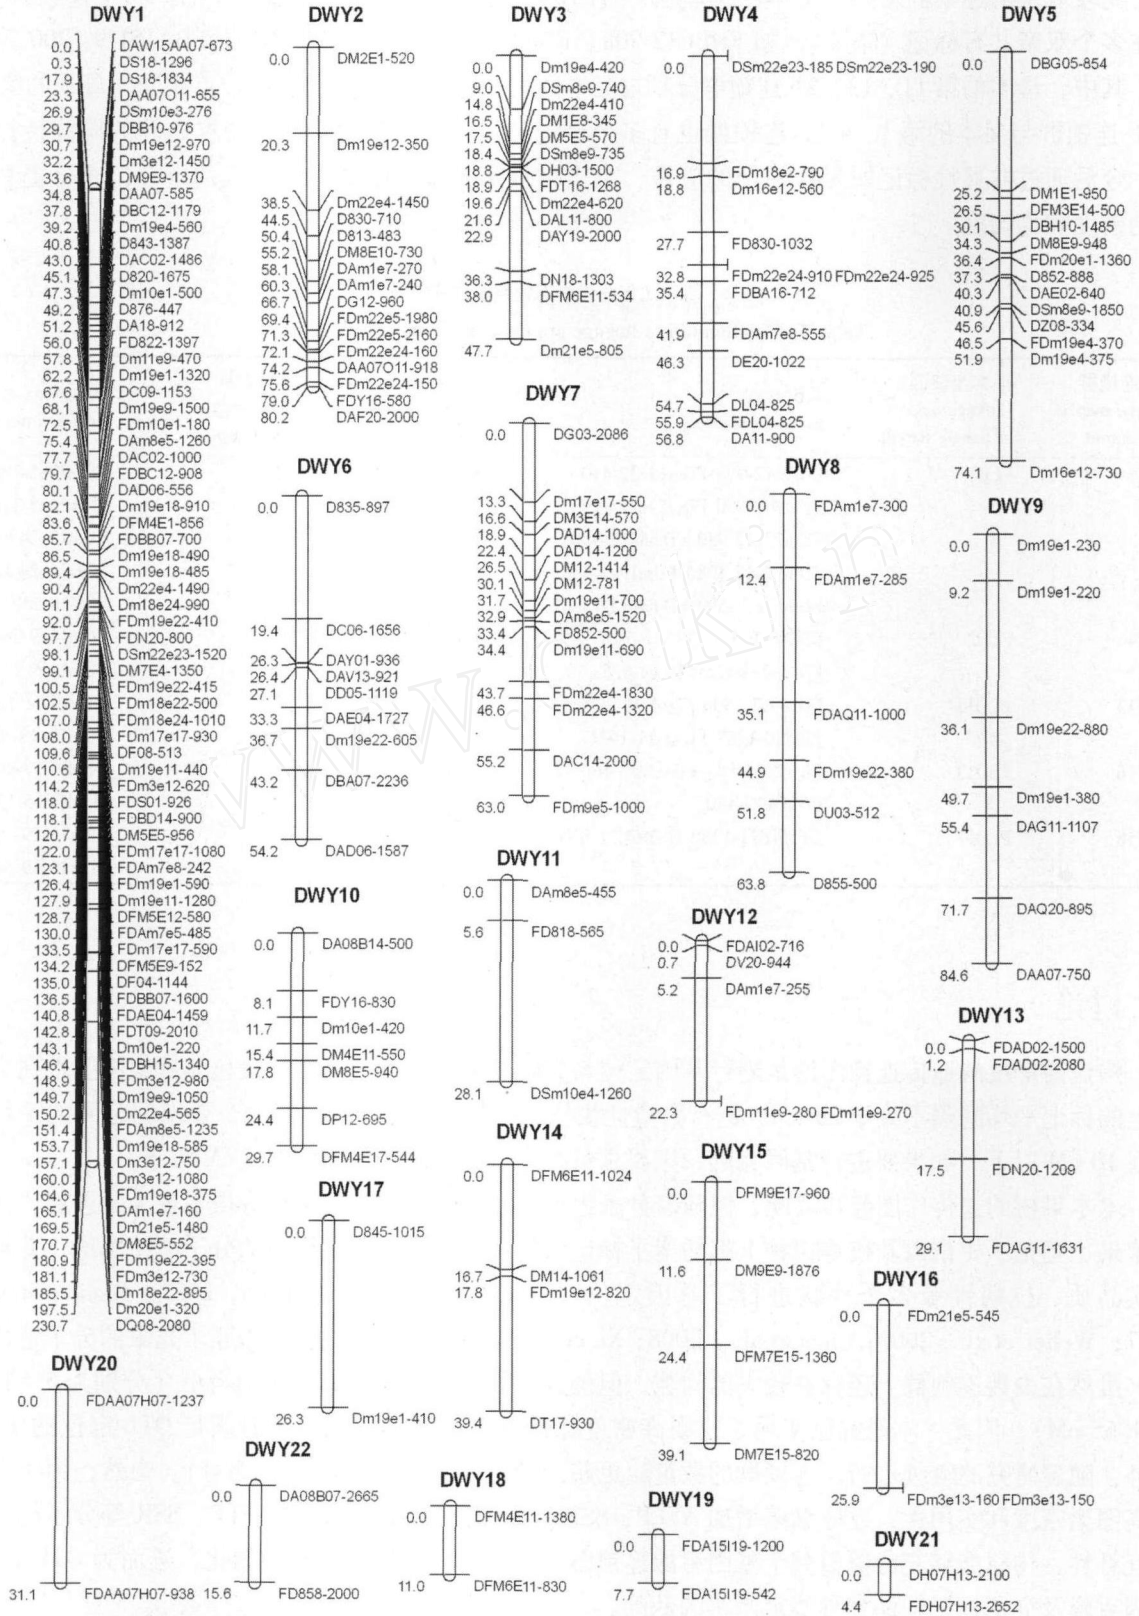 DWY1
0.0 DAW15AA07-673
0.3 DS18-1296
17.9 DS18-1834
23.3 DAA07O11-655
26.9 DSm10e3-276
29.7 DBB10-976
30.7 Dm19e12-970
32.2 Dm3e12-1450
33.6 DM9E9-1370
34.8 DAA07-585
37.8 DBC12-1179
39.2 Dm19e4-560
40.8 D843-1387
43.0 DAC02-1486
45.1 D820-1675
47.3 Dm10e1-500
49.2 D876-447
51.2 DA18-912
56.0 FD822-1397
57.8 Dm11e9-470
62.2 Dm19e1-1320
67.6 DC09-1153
68.1 Dm19e9-1500
72.5 FDm10e1-180
75.4 DAm8e5-1260
77.7 DAC02-1000
79.7 FDBC12-908
80.1 DAD06-556
82.1 Dm19e18-910
83.6 DFM4E1-856
85.7 FDBB07-700
86.5 Dm19e18-490
89.4 Dm19e18-485
90.4 Dm22e4-1490
91.1 Dm18e24-990
92.0 FDm19e22-410
97.7 FDN20-800
98.1 DSm22e23-1520
99.1 DM7E4-1350
100.5 FDm19e22-415
102.5 FDm18e22-500
107.0 FDm18e24-1010
108.0 FDm17e17-930
109.6 DF08-513
110.6 Dm19e11-440
114.2 FDm3e12-620
118.0 FDS01-926
118.1 FDBD14-900
120.7 DM5E5-956
122.0 FDm17e17-1080
123.1 FDAm7e8-242
126.4 FDm19e1-590
127.9 Dm19e11-1280
128.7 DFM5E12-580
130.0 FDAm7e5-485
133.5 FDm17e17-590
134.2 DFM5E9-152
135.0 DF04-1144
136.5 FDBB07-1600
140.8 FDAE04-1459
142.8 FDT09-2010
143.1 Dm10e1-220
146.4 FDBH15-1340
148.9 FDm3e12-980
149.7 Dm19e9-1050
150.2 Dm22e4-565
151.4 FDAm8e5-1235
153.7 Dm19e18-585
157.1 Dm3e12-750
160.0 Dm3e12-1080
164.6 FDm19e18-375
165.1 DAm1e7-160
169.5 Dm21e5-1480
170.7 DM8E5-552
180.9 FDm19e22-395
181.1 FDm3e12-730
185.5 Dm18e22-895
197.5 Dm20e1-320
230.7 DQ08-2080
DWY2
0.0 DM2E1-520
20.3 Dm19e12-350
38.5 Dm22e4-1450
44.5 D830-710
50.4 D813-483
55.2 DM8E10-730
58.1 DAm1e7-270
60.3 DAm1e7-240
66.7 DG12-960
69.4 FDm22e5-1980
71.3 FDm22e5-2160
72.1 FDm22e24-160
74.2 DAA07O11-918
75.6 FDm22e24-150
79.0 FDY16-580
80.2 DAF20-2000
DWY3
0.0 Dm19e4-420
9.0 DSm8e9-740
14.8 Dm22e4-410
16.5 DM1E8-345
17.5 DM5E5-570
18.4 DSm8e9-735
18.8 DH03-1500
18.9 FDT16-1268
19.6 Dm22e4-620
21.6 DAL11-800
22.9 DAY19-2000
36.3 DN18-1303
38.0 DFM6E11-534
47.7 Dm21e5-805
DWY4
0.0 DSm22e23-185 DSm22e23-190
16.9 FDm18e2-790
18.8 Dm16e12-560
27.7 FD830-1032
32.8 FDm22e24-910 FDm22e24-925
35.4 FDBA16-712
41.9 FDAm7e8-555
46.3 DE20-1022
54.7 DL04-825
55.9 FDL04-825
56.8 DA11-900
DWY5
0.0 DBG05-854
25.2 DM1E1-950
26.5 DFM3E14-500
30.1 DBH10-1485
34.3 DM8E9-948
36.4 FDm20e1-1360
37.3 D852-888
40.3 DAE02-640
40.9 DSm8e9-1850
45.6 DZ08-334
46.5 FDm19e4-370
51.9 Dm19e4-375
74.1 Dm16e12-730
DWY6
0.0 D835-897
19.4 DC06-1656
26.3 DAY01-936
26.4 DAV13-921
27.1 DD05-1119
33.3 DAE04-1727
36.7 Dm19e22-605
43.2 DBA07-2236
54.2 DAD06-1587
DWY7
0.0 DG03-2086
13.3 Dm17e17-550
16.6 DM3E14-570
18.9 DAD14-1000
22.4 DAD14-1200
26.5 DM12-1414
30.1 DM12-781
31.7 Dm19e11-700
32.9 DAm8e5-1520
33.4 FD852-500
34.4 Dm19e11-690
43.7 FDm22e4-1830
46.6 FDm22e4-1320
55.2 DAC14-2000
63.0 FDm9e5-1000
DWY8
0.0 FDAm1e7-300
12.4 FDAm1e7-285
35.1 FDAQ11-1000
44.9 FDm19e22-380
51.8 DU03-512
63.8 D855-500
DWY9
0.0 Dm19e1-230
9.2 Dm19e1-220
36.1 Dm19e22-880
49.7 Dm19e1-380
55.4 DAG11-1107
71.7 DAQ20-895
84.6 DAA07-750
DWY10
0.0 DA08B14-500
8.1 FDY16-830
11.7 Dm10e1-420
15.4 DM4E11-550
17.8 DM8E5-940
24.4 DP12-695
29.7 DFM4E17-544
DWY11
0.0 DAm8e5-455
5.6 FD818-565
28.1 DSm10e4-1260
DWY12
0.0 FDAI02-716
0.7 DV20-944
5.2 DAm1e7-255
22.3 FDm11e9-280 FDm11e9-270
DWY13
0.0 FDAD02-1500
1.2 FDAD02-2080
17.5 FDN20-1209
29.1 FDAG11-1631
DWY14
0.0 DFM6E11-1024
16.7 DM14-1061
17.8 FDm19e12-820
39.4 DT17-930
DWY15
0.0 DFM9E17-960
11.6 DM9E9-1876
24.4 DFM7E15-1360
39.1 DM7E15-820
DWY16
0.0 FDm21e5-545
25.9 FDm3e13-160 FDm3e13-150
DWY17
0.0 D845-1015
26.3 Dm19e1-410
DWY20
0.0 FDAA07H07-1237
31.1 FDAA07H07-938
DWY22
0.0 DA08B07-2665
15.6 FD858-2000
DWY18
0.0 DFM4E11-1380
11.0 DFM6E11-830
DWY19
0.0 FDA15I19-1200
7.7 FDA15I19-542
DWY21
0.0 DH07H13-2100
4.4 FDH07H13-2652